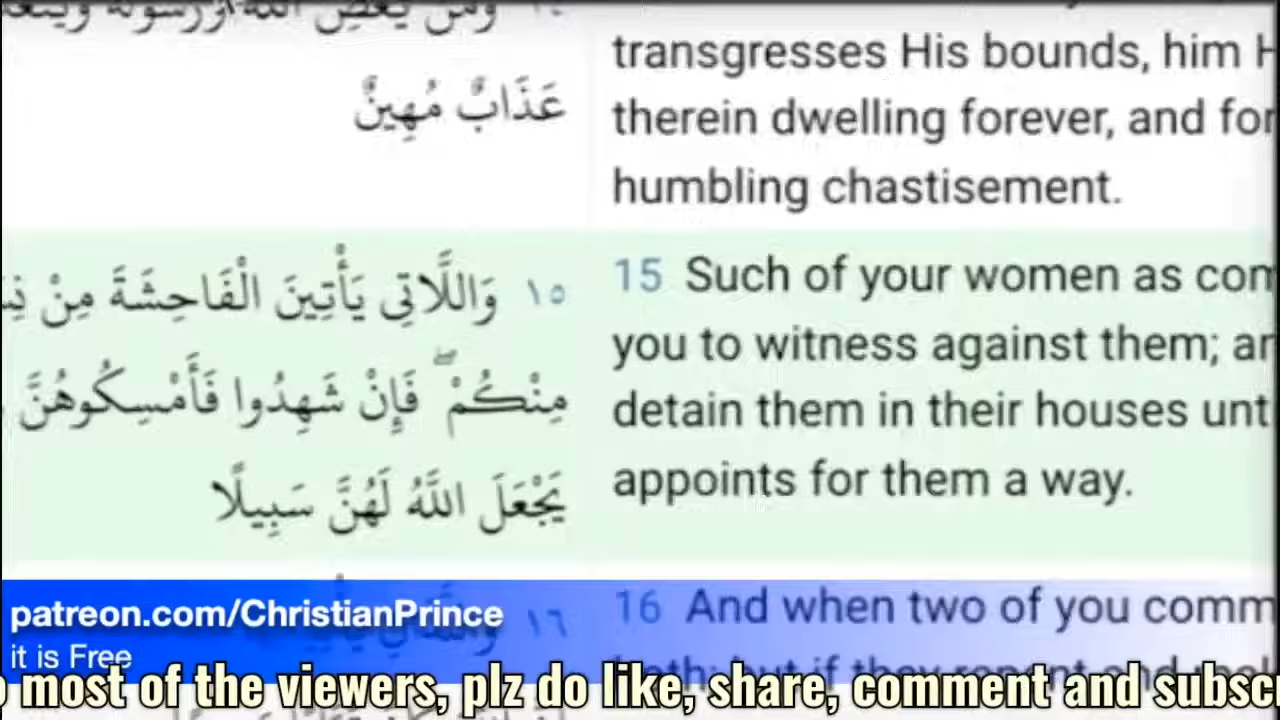 transgresses His bounds, him
عَذَابٌ مُهِينٌ
therein dwelling forever, and for
humbling chastisement.
١٥ وَاللَّاتِي يَأْتِينَ الْفَاحِشَةَ مِنْ
15 Such of your women as com
you to witness against them;
مِنْكُمْ ۖ فَإِنْ شَهِدُوا فَأَمْسِكُوهُنَّ
detain them in their houses unt
يَجْعَلَ اللَّهُ لَهُنَّ سَبِيلًا
appoints for them a way.
patreon.com/ChristianPrince
١٦
16 And when two of you comm
it is Free
most of the viewers, plz do like, share, comment and subsc